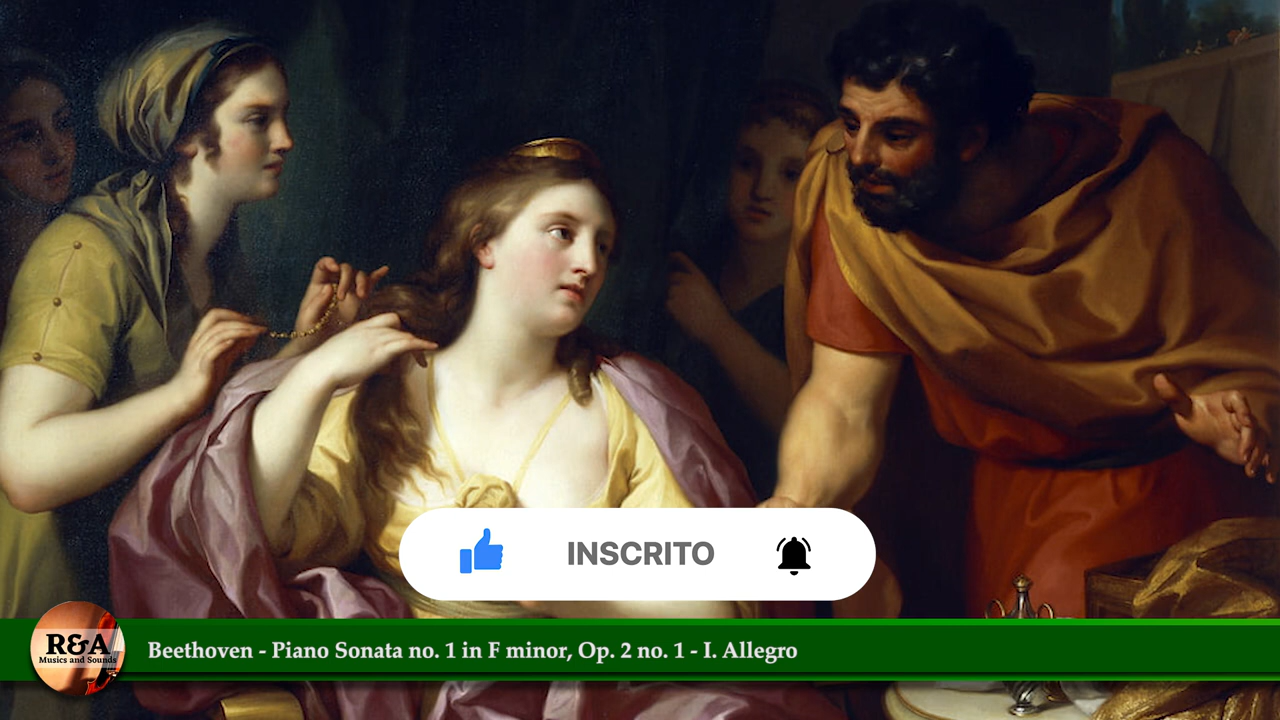 INSCRITO
R&A
Musics and Sounds
Beethoven - Piano Sonata no. 1 in F minor, Op. 2 no. 1 - I. Allegro